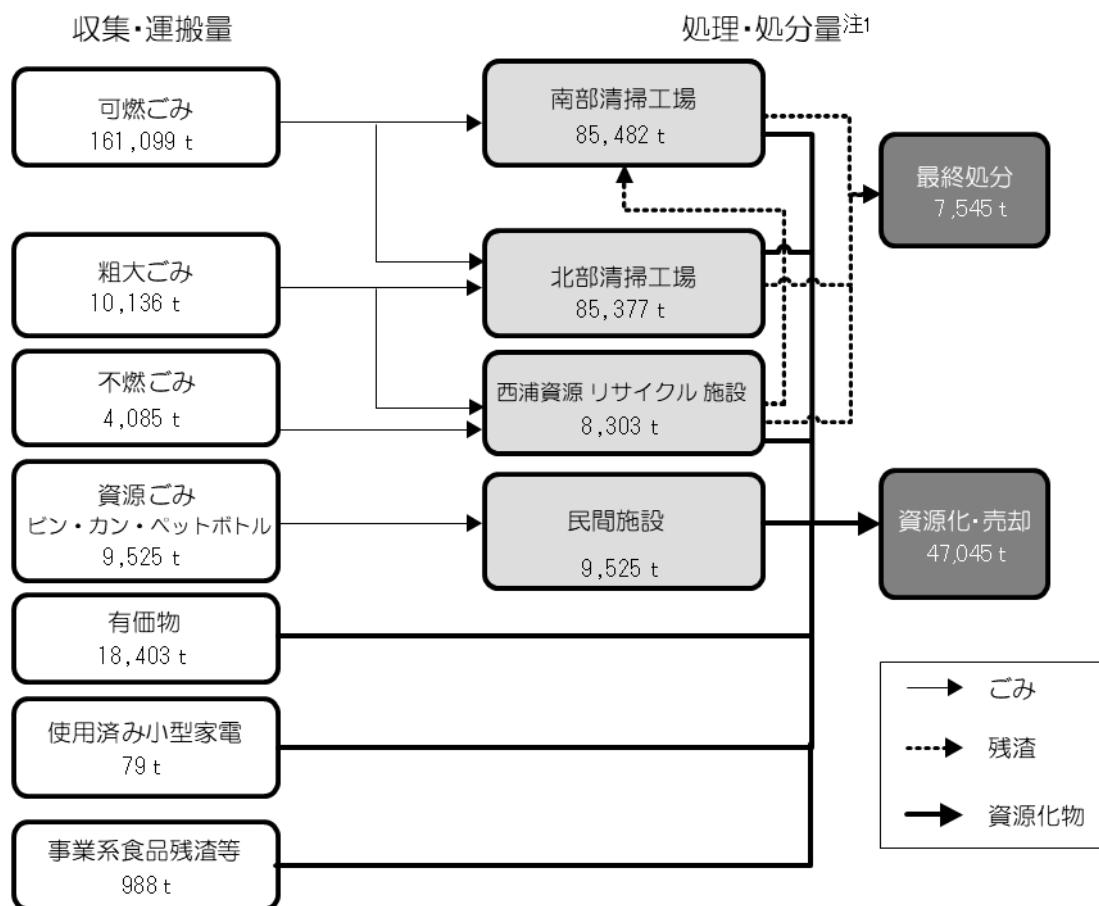 収集・運搬量
処理・処分量注1
可燃ごみ
161,099 t
粗大ごみ
10,136 t
不燃ごみ
4,085 t
資源ごみ
ビン・カン・ペットボトル
9,525 t
有価物
18,403 t
使用済み小型家電
79 t
事業系食品残渣等
988 t
南部清掃工場
85,482 t
北部清掃工場
85,377 t
西浦資源リサイクル施設
8,303 t
民間施設
9,525 t
最終処分
7,545 t
資源化・売却
47,045 t
ごみ
残渣
資源化物